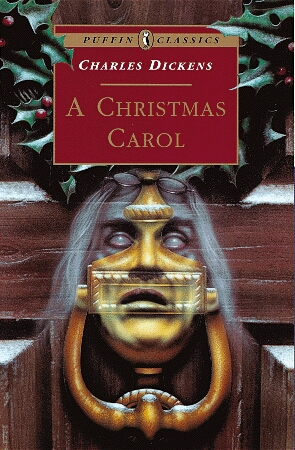 PUFFIN CLASSICS
CHARLES DICKENS
A CHRISTMAS
CAROL